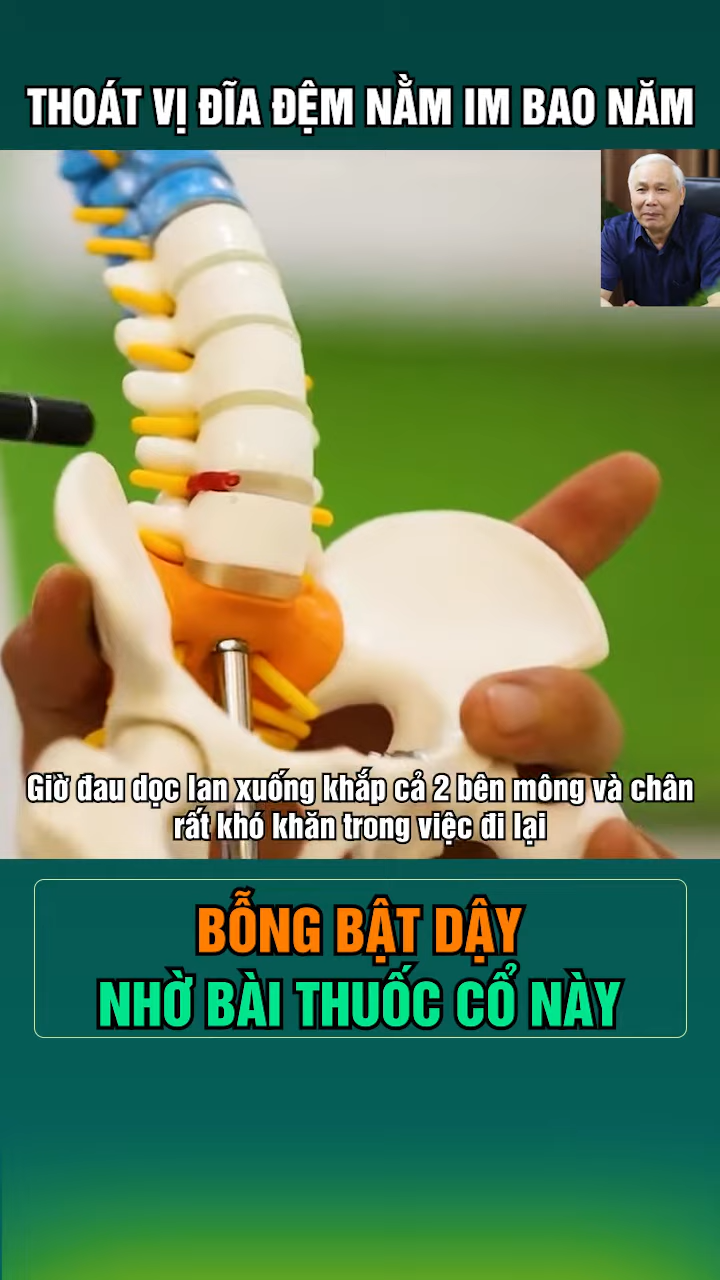 THOÁT VỊ ĐĨA ĐỆM NẰM IM BAO NĂM
Giờ đau dọc lan xuống khắp cả 2 bên mông và chân
rất khó khăn trong việc đi lại
BỖNG BẬT DẬY
NHỜ BÀI THUỐC CỔ NÀY